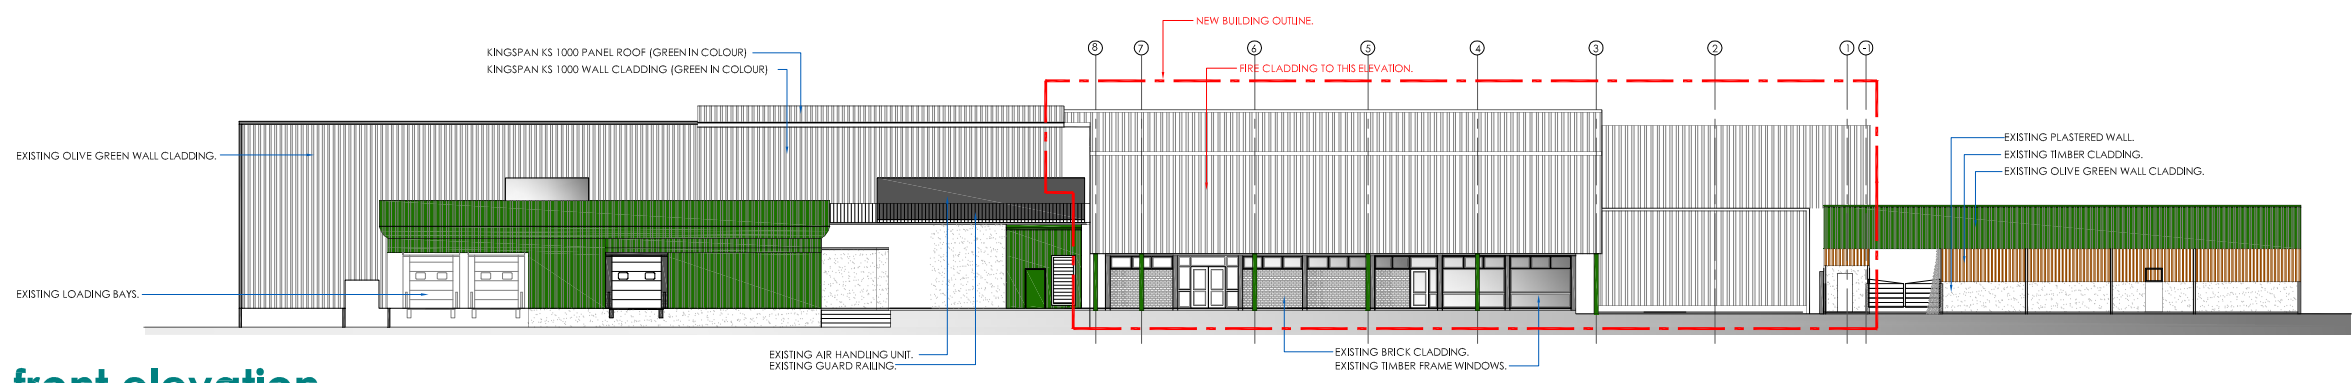 NEW BUILDING OUTLINE.
KINGSPAN KS 1000 PANEL ROOF (GREEN IN COLOUR)
KINGSPAN KS 1000 WALL CLADDING (GREEN IN COLOUR)
FIRE CLADDING TO THIS ELEVATION.
8 7 6 5 4 3 2 1 -1
EXISTING OLIVE GREEN WALL CLADDING.
EXISTING PLASTERED WALL.
EXISTING TIMBER CLADDING.
EXISTING OLIVE GREEN WALL CLADDING.
EXISTING LOADING BAYS.
EXISTING AIR HANDLING UNIT.
EXISTING GUARD RAILING.
EXISTING BRICK CLADDING.
EXISTING TIMBER FRAME WINDOWS.
front elevation